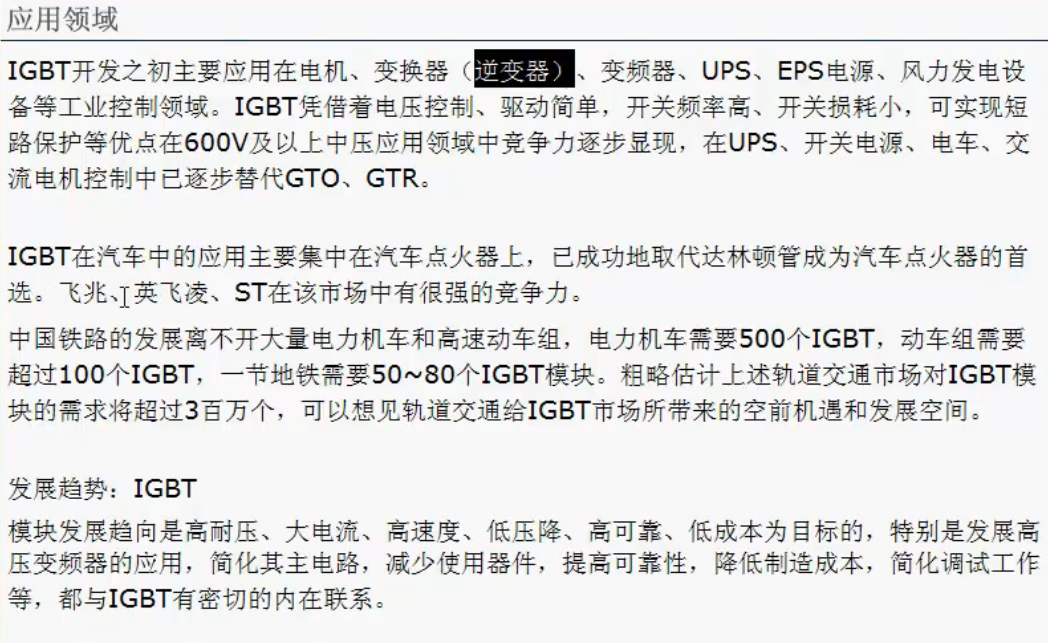 应用领域
IGBT开发之初主要应用在电机、变换器（逆变器）、变频器、UPS、EPS电源、风力发电设
备等工业控制领域。IGBT凭借着电压控制、驱动简单，开关频率高、开关损耗小，可实现短
路保护等优点在600V及以上中压应用领域中竞争力逐步显现，在UPS、开关电源、电车、交
流电机控制中已逐步替代GTO、GTR。
IGBT在汽车中的应用主要集中在汽车点火器上，已成功地取代达林顿管成为汽车点火器的首
选。飞兆、英飞凌、ST在该市场中有很强的竞争力。
中国铁路的发展离不开大量电力机车和高速动车组，电力机车需要500个IGBT，动车组需要
超过100个IGBT，一节地铁需要50~80个IGBT模块。粗略估计上述轨道交通市场对IGBT模
块的需求将超过3百万个，可以想见轨道交通给IGBT市场所带来的空前机遇和发展空间。
发展趋势：IGBT
模块发展趋向是高耐压、大电流、高速度、低压降、高可靠、低成本为目标的，特别是发展高
压变频器的应用，简化其主电路，减少使用器件，提高可靠性，降低制造成本，简化调试工作
等，都与IGBT有密切的内在联系。